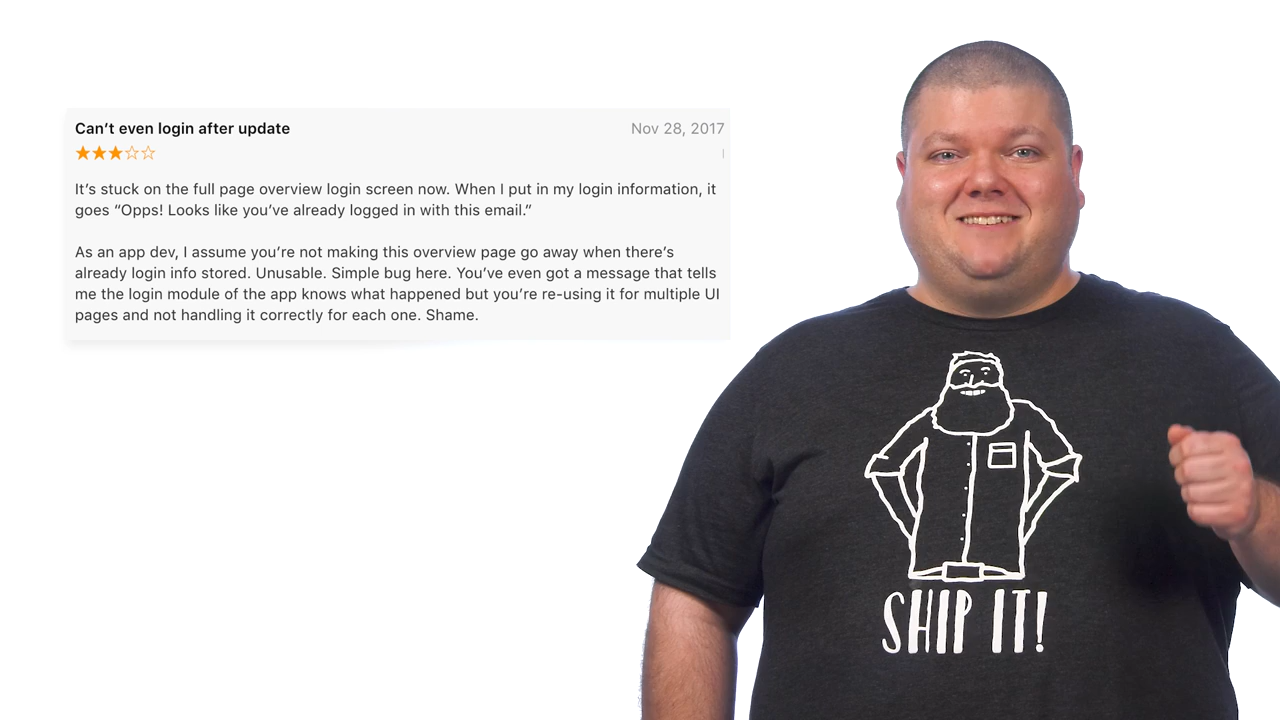 Can’t even login after update
Nov 28, 2017
It’s stuck on the full page overview login screen now. When I put in my login information, it
goes “Opps! Looks like you’ve already logged in with this email.”
As an app dev, I assume you’re not making this overview page go away when there’s
already login info stored. Unusable. Simple bug here. You’ve even got a message that tells
me the login module of the app knows what happened but you’re re-using it for multiple UI
pages and not handling it correctly for each one. Shame.
SHIP IT!